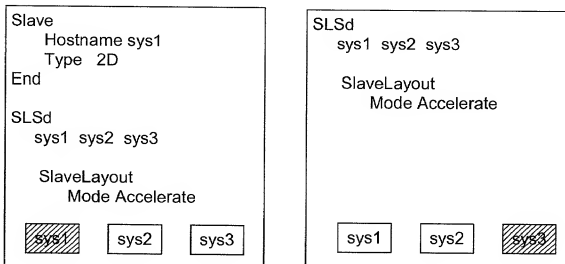 Slave
Hostname sys1
Type 2D
End
SLSd
sys1 sys2 sys3
SlaveLayout
Mode Accelerate
sys1 sys2 sys3
SLSd
sys1 sys2 sys3
SlaveLayout
Mode Accelerate
sys1 sys2 sys3